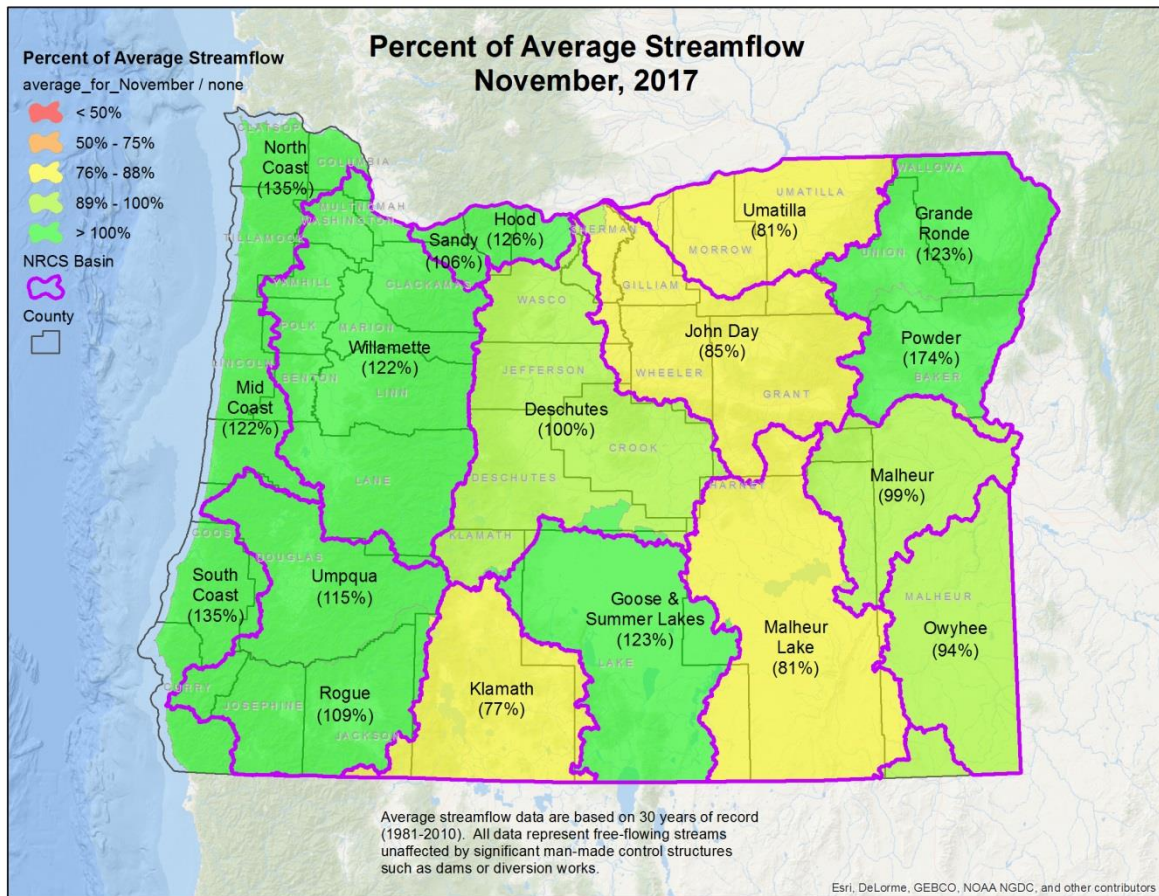 Percent of Average Streamflow
November, 2017
Percent of Average Streamflow
average_for_November / none
< 50%
50% - 75%
76% - 88%
89% - 100%
> 100%
NRCS Basin
County
CLATSOP
North
Coast
(135%)
COLUMBIA
MULTNOMAH
WASHINGTON
TILLAMOOK
Sandy
(106%)
Hood
(126%)
SHERMAN
UMATILLA
Umatilla
(81%)
MORROW
WALLOWA
Grande
Ronde
(123%)
UNION
YAMHILL
CLACKAMAS
WASCO
GILLIAM
POLK
MARION
Willamette
(122%)
John Day
(85%)
Powder
(174%)
BAKER
LINCOLN
BENTON
LINN
JEFFERSON
WHEELER
GRANT
Mid
Coast
(122%)
Deschutes
(100%)
CROOK
LANE
DESCHUTES
HARNEY
Malheur
(99%)
COOS
DOUGLAS
KLAMATH
South
Coast
(135%)
Umpqua
(115%)
Goose &
Summer Lakes
(123%)
LAKE
Malheur
Lake
(81%)
MALHEUR
Owyhee
(94%)
CURRY
JOSEPHINE
Rogue
(109%)
JACKSON
Klamath
(77%)
Average streamflow data are based on 30 years of record
(1981-2010).  All data represent free-flowing streams
unaffected by significant man-made control structures
such as dams or diversion works.
Esri, DeLorme, GEBCO, NOAA NGDC, and other contributors